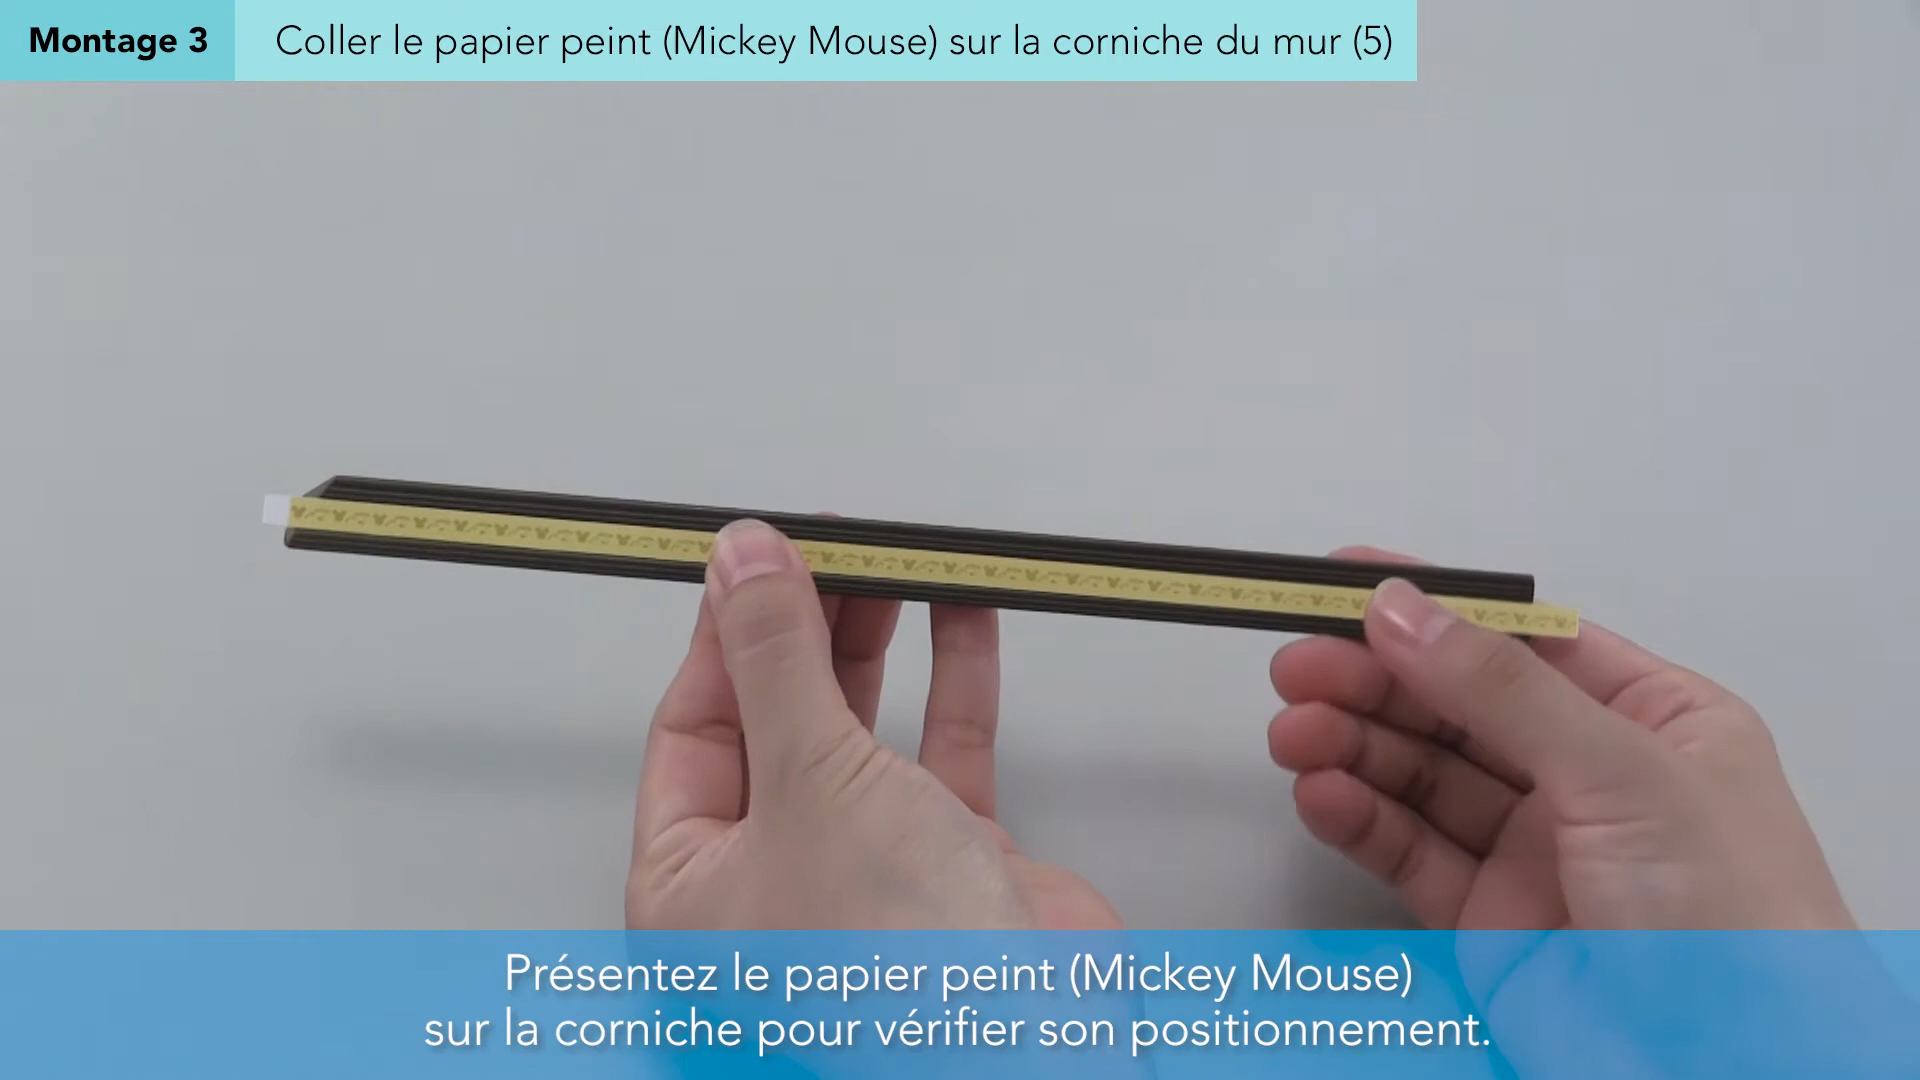 Montage 3
Coller le papier peint (Mickey Mouse) sur la corniche du mur (5)
Présentez le papier peint (Mickey Mouse)
sur la corniche pour vérifier son positionnement.